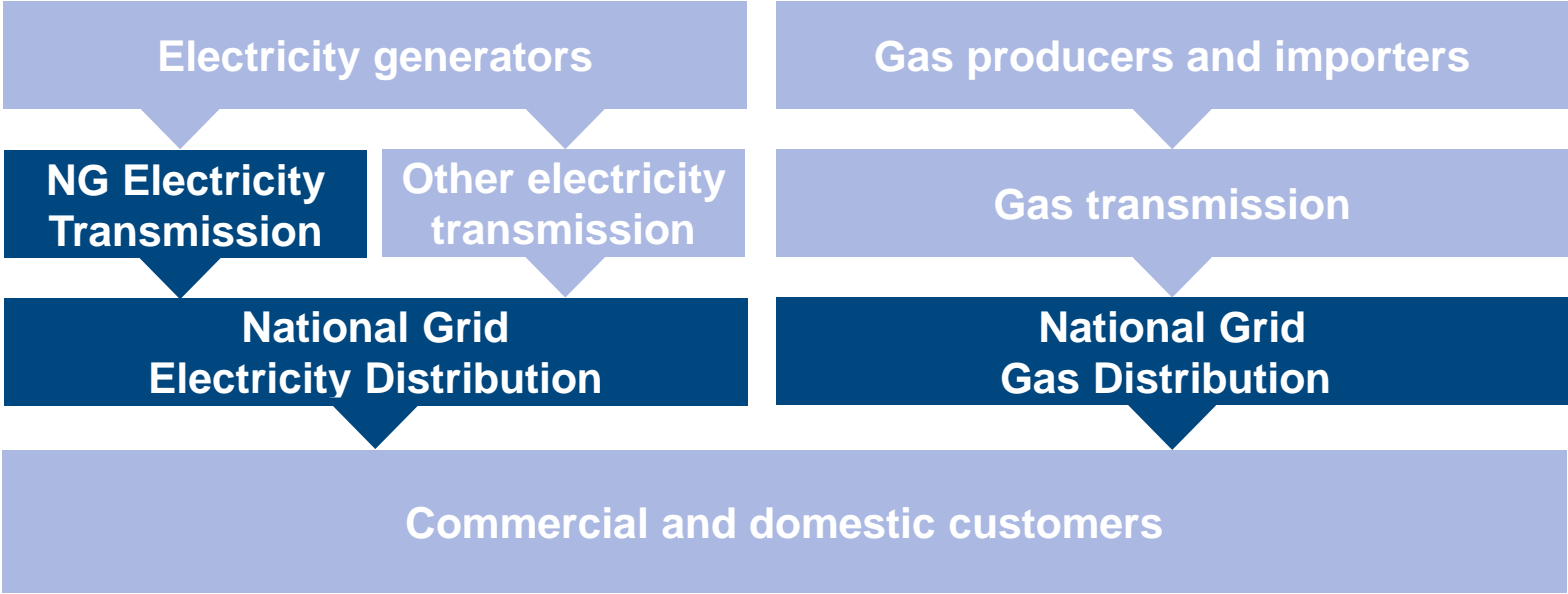 Electricity generators
Gas producers and importers
NG Electricity
Transmission
Other electricity
transmission
Gas transmission
National Grid
Electricity Distribution
National Grid
Gas Distribution
Commercial and domestic customers